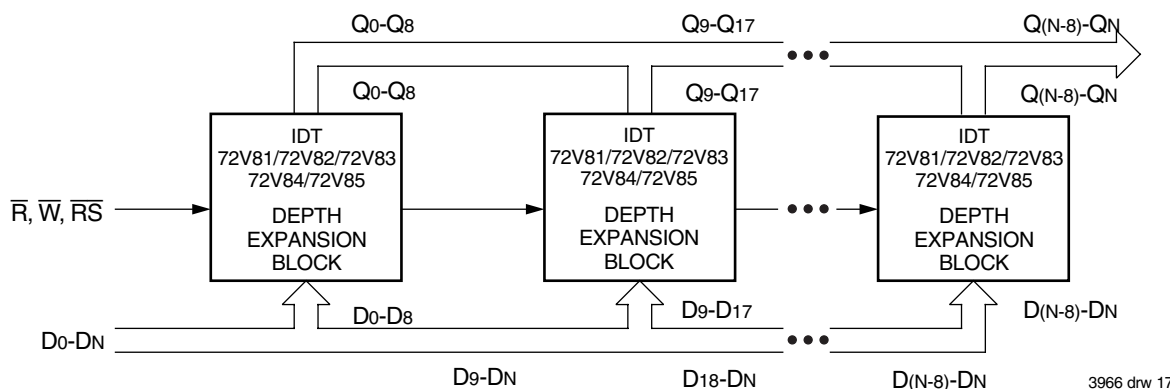 Q0-Q8 Q9-Q17 Q(N-8)-QN
Q0-Q8 Q9-Q17 Q(N-8)-QN
IDT
72V81/72V82/72V83
72V84/72V85
DEPTH
EXPANSION
BLOCK
IDT
72V81/72V82/72V83
72V84/72V85
DEPTH
EXPANSION
BLOCK
IDT
72V81/72V82/72V83
72V84/72V85
DEPTH
EXPANSION
BLOCK
R̅, W̅, R̅S̅
D0-D8 D9-D17 D(N-8)-DN
D0-DN
D9-DN D18-DN D(N-8)-DN
3966 drw 17